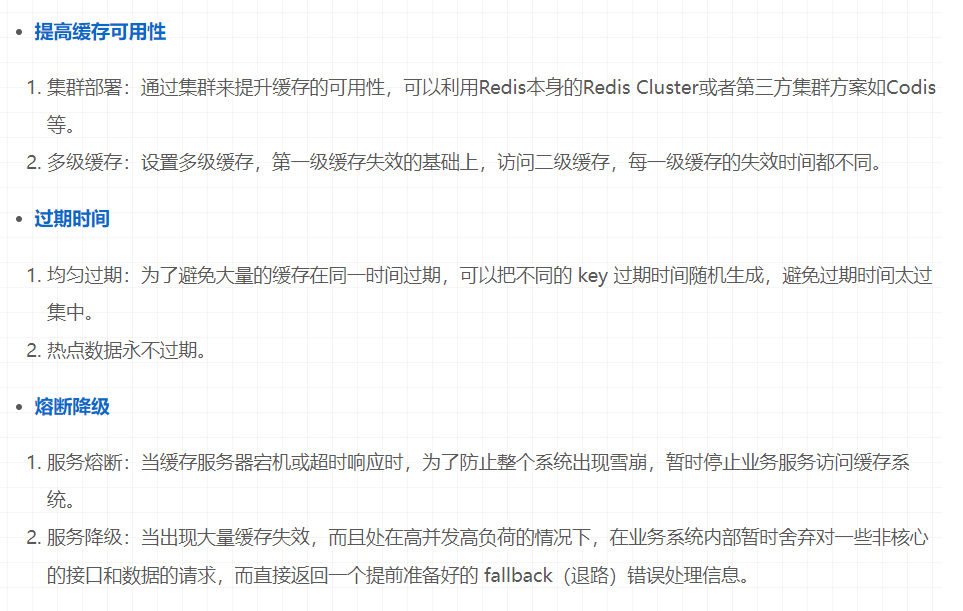 • 提高缓存可用性
1. 集群部署：通过集群来提升缓存的可用性，可以利用Redis本身的Redis Cluster或者第三方集群方案如Codis
等。
2. 多级缓存：设置多级缓存，第一级缓存失效的基础上，访问二级缓存，每一级缓存的失效时间都不同。
• 过期时间
1. 均匀过期：为了避免大量的缓存在同一时间过期，可以把不同的 key 过期时间随机生成，避免过期时间太过
集中。
2. 热点数据永不过期。
• 熔断降级
1. 服务熔断：当缓存服务器宕机或超时响应时，为了防止整个系统出现雪崩，暂时停止业务服务访问缓存系
统。
2. 服务降级：当出现大量缓存失效，而且处在高并发高负荷的情况下，在业务系统内部暂时舍弃对一些非核心
的接口和数据的请求，而直接返回一个提前准备好的 fallback（退路）错误处理信息。